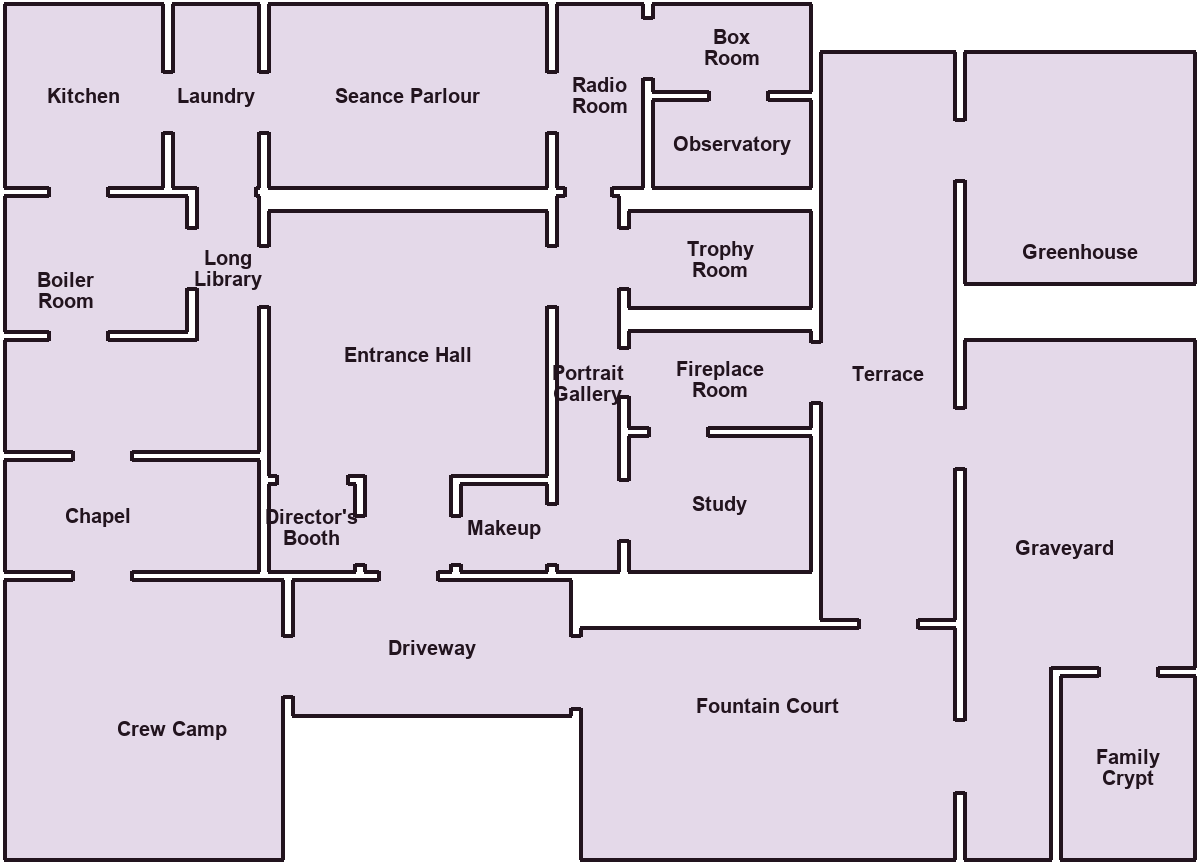 Box
Room
Kitchen
Laundry
Seance Parlour
Radio
Room
Observatory
Long
Library
Trophy
Room
Greenhouse
Boiler
Room
Entrance Hall
Portrait
Gallery
Fireplace
Room
Terrace
Chapel
Director's
Booth
Makeup
Study
Graveyard
Driveway
Crew Camp
Fountain Court
Family
Crypt